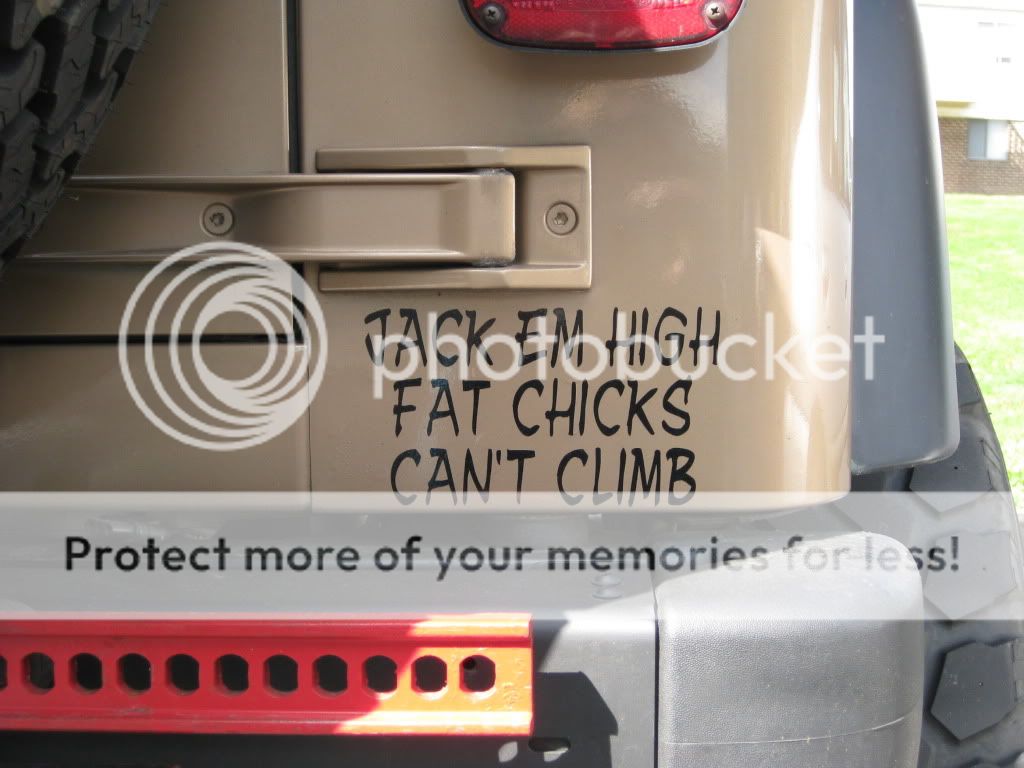 JACK EM HIGH
photobucket
FAT CHICKS
CAN'T CLIMB
Protect more of your memories for less!